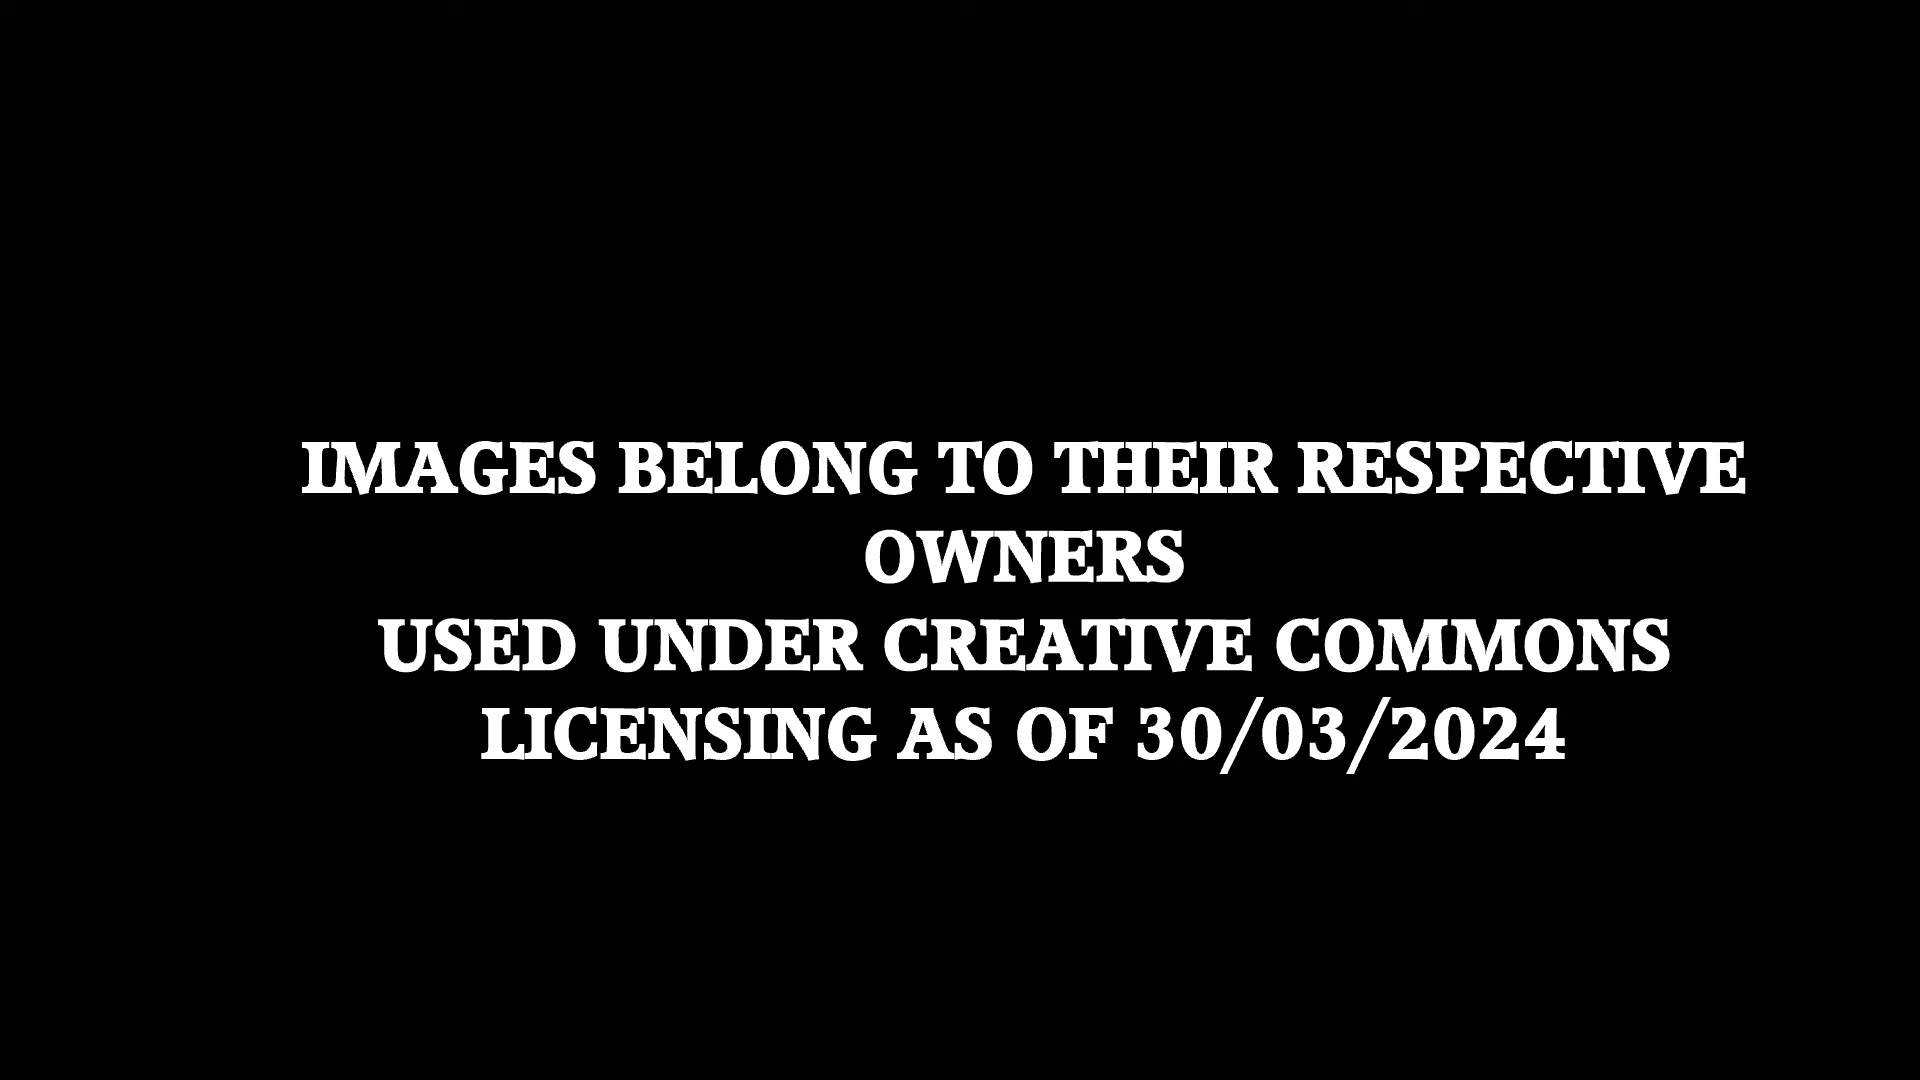 IMAGES BELONG TO THEIR RESPECTIVE
OWNERS
USED UNDER CREATIVE COMMONS
LICENSING AS OF 30/03/2024